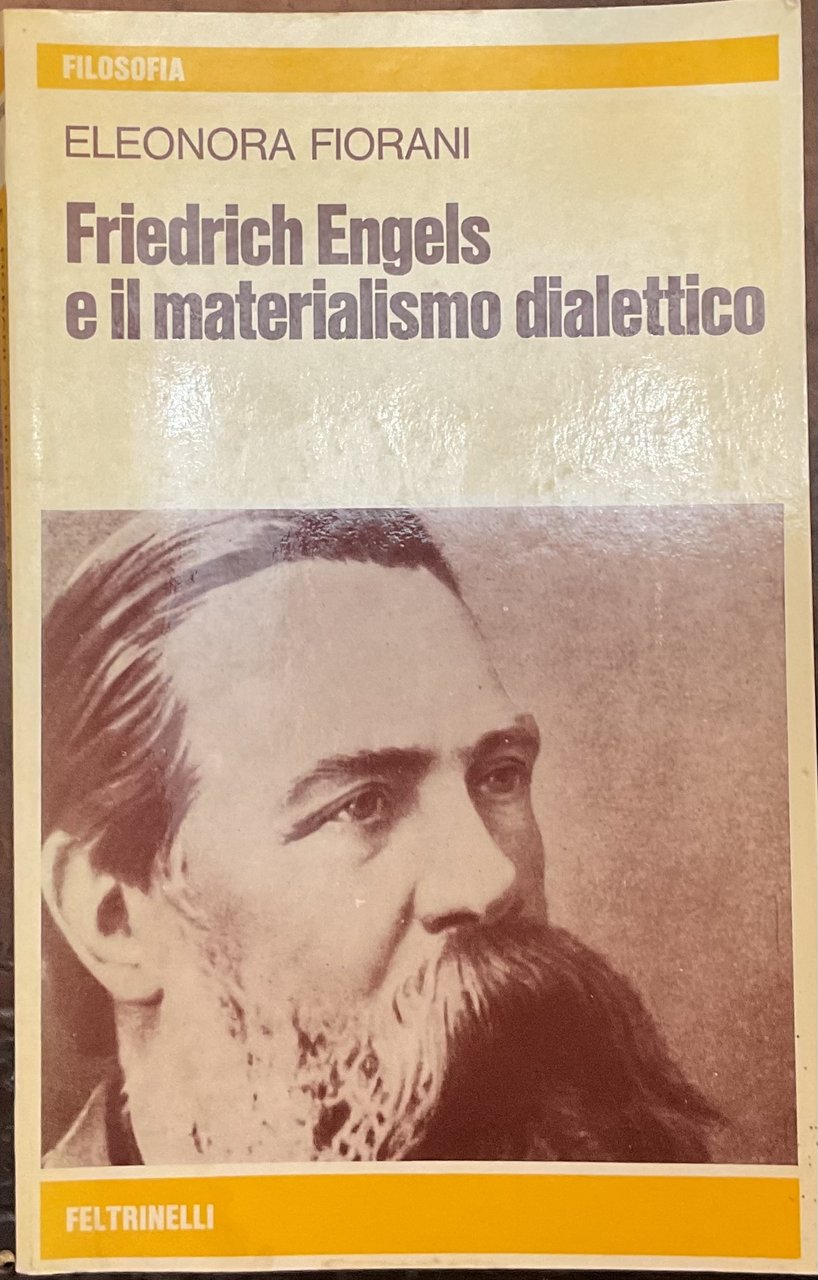 FILOSOFIA
ELEONORA FIORANI
Friedrich Engels
e il materialismo dialettico
FELTRINELLI